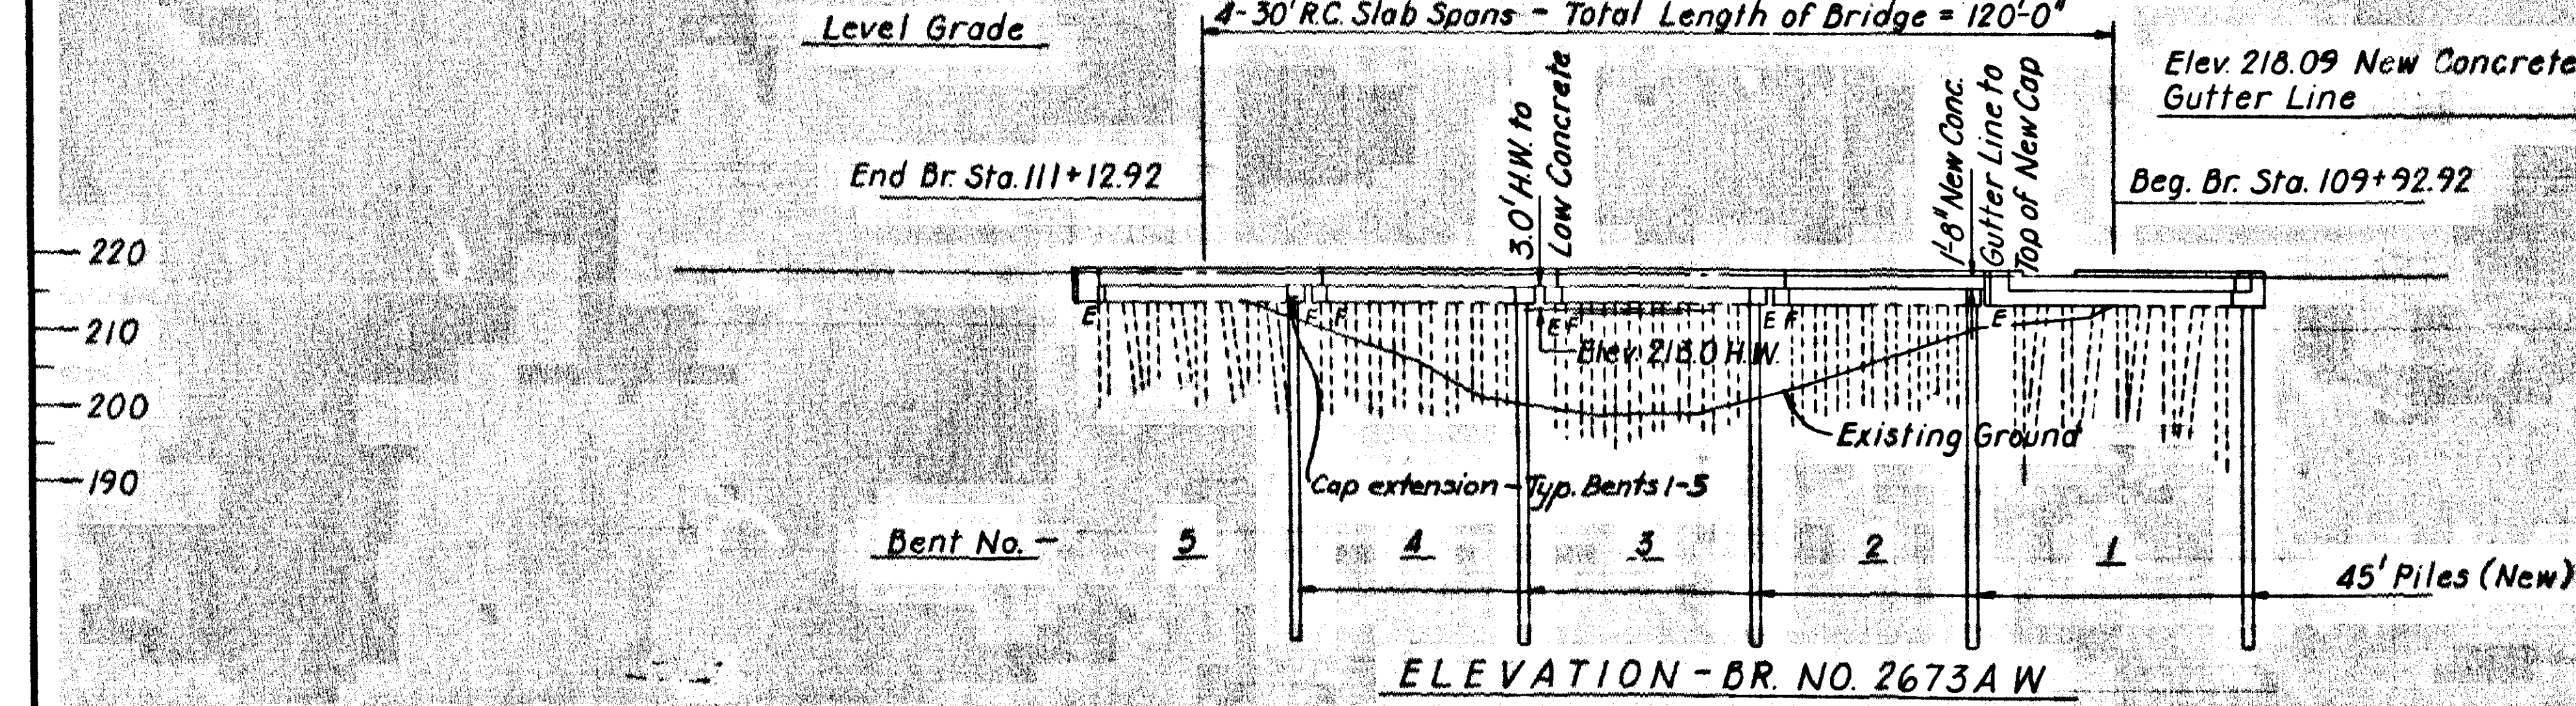 4-30' R.C. Slab Spans - Total Length of Bridge = 120'-0"
Level Grade
Elev. 218.09 New Concrete
Gutter Line
3.0' H.W. to
Low Concrete
1'-8" New Conc.
Gutter Line to
Top of New Cap
End Br. Sta. 111+12.92
Beg. Br. Sta. 109+92.92
220
210
200
190
E
E F
E F
E F
E
Elev. 213.0 H.W.
Existing Ground
Cap extension - Typ. Bents 1-5
Bent No. - 5 4 3 2 1
45' Piles (New)
ELEVATION - BR. NO. 2673A W